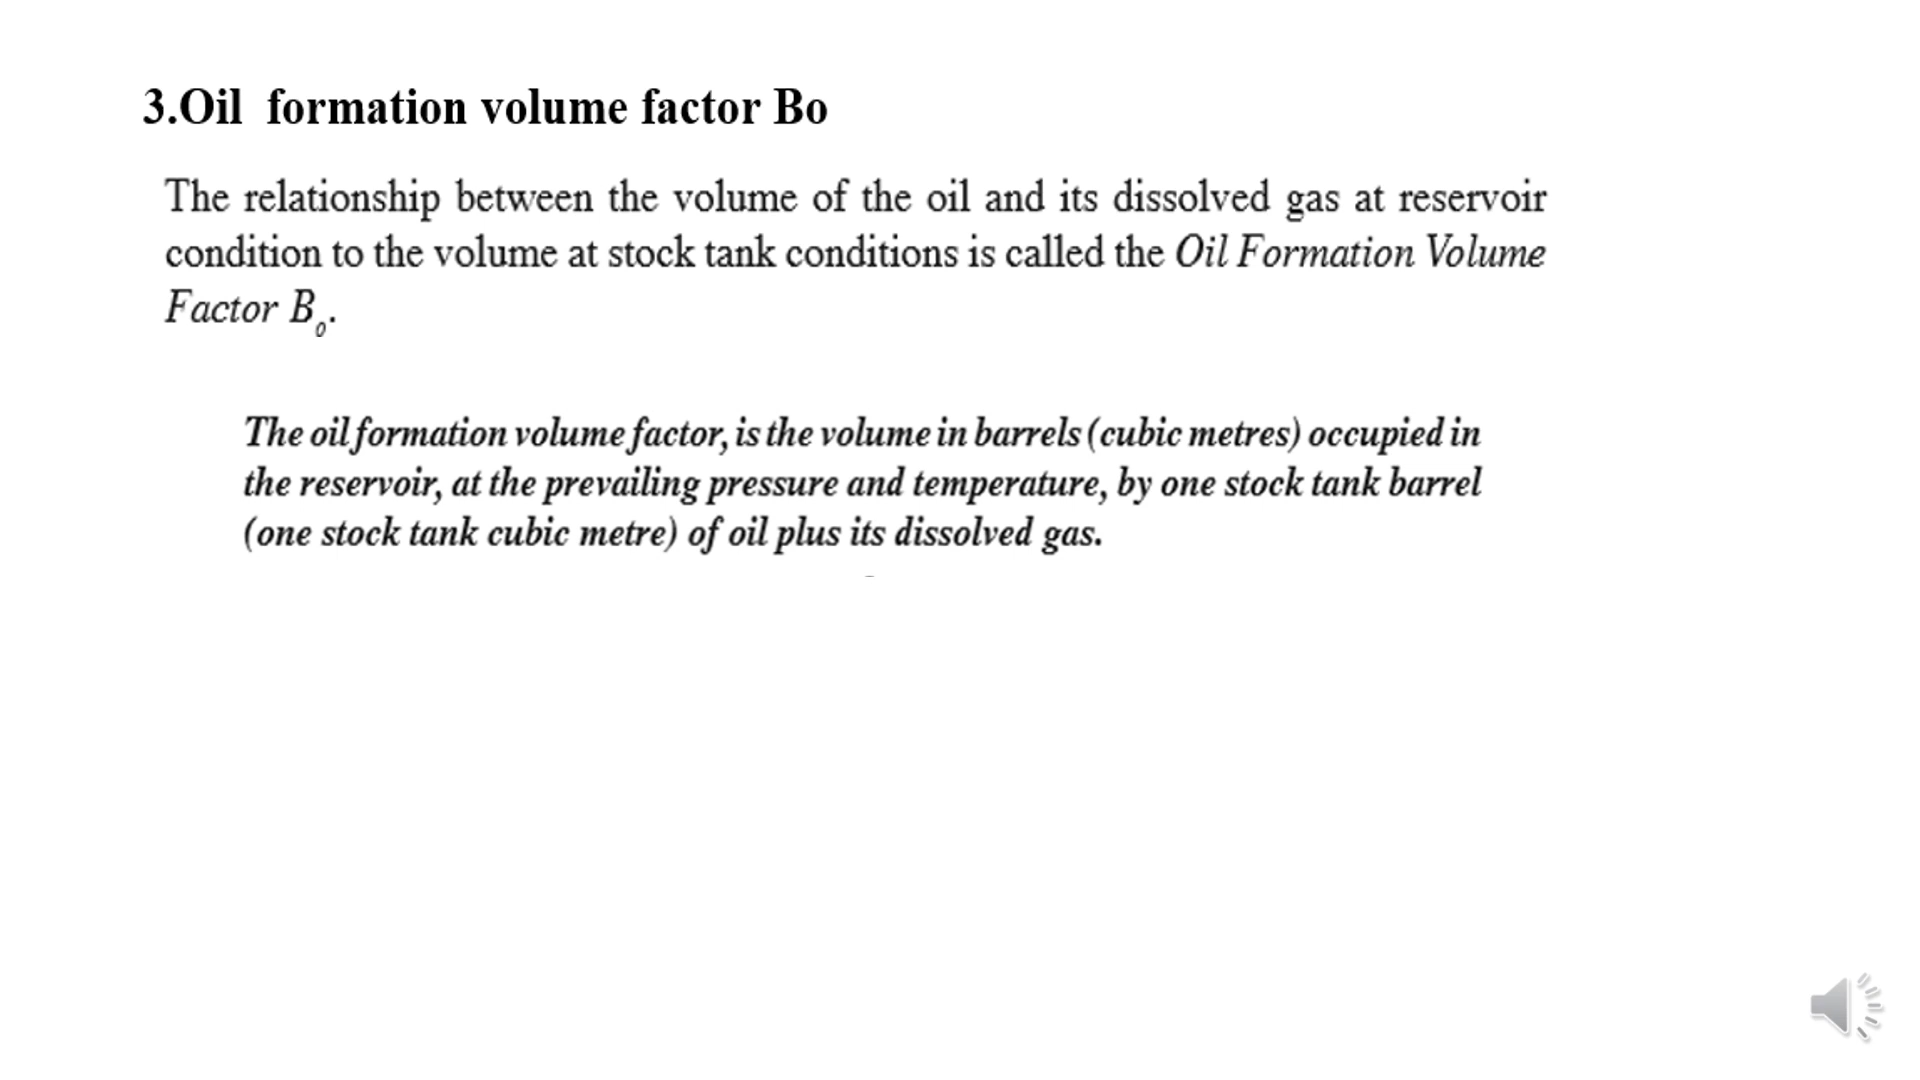 3.Oil formation volume factor Bo
The relationship between the volume of the oil and its dissolved gas at reservoir
condition to the volume at stock tank conditions is called the Oil Formation Volume
Factor Bo.
The oil formation volume factor, is the volume in barrels (cubic metres) occupied in
the reservoir, at the prevailing pressure and temperature, by one stock tank barrel
(one stock tank cubic metre) of oil plus its dissolved gas.